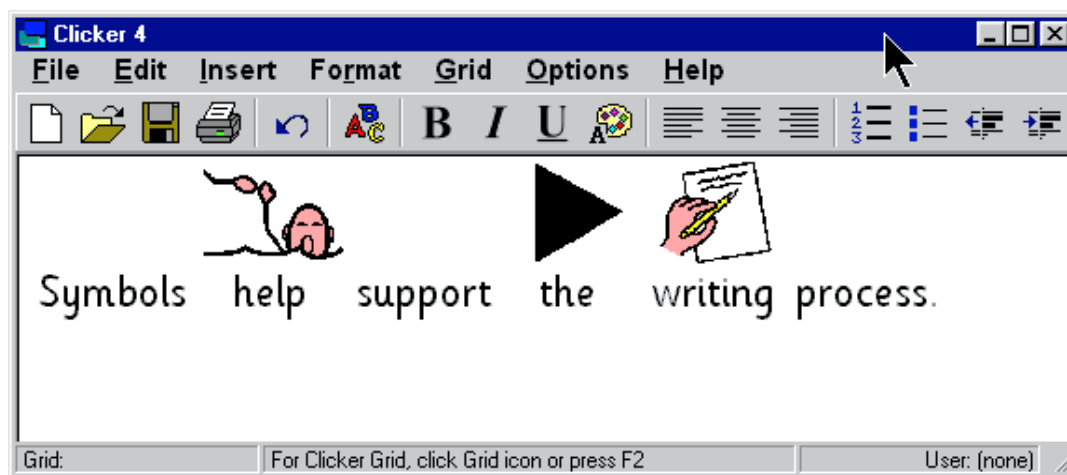 Clicker 4
File Edit Insert Format Grid Options Help
Symbols help support the writing process.
Grid: For Clicker Grid, click Grid icon or press F2 User: (none)